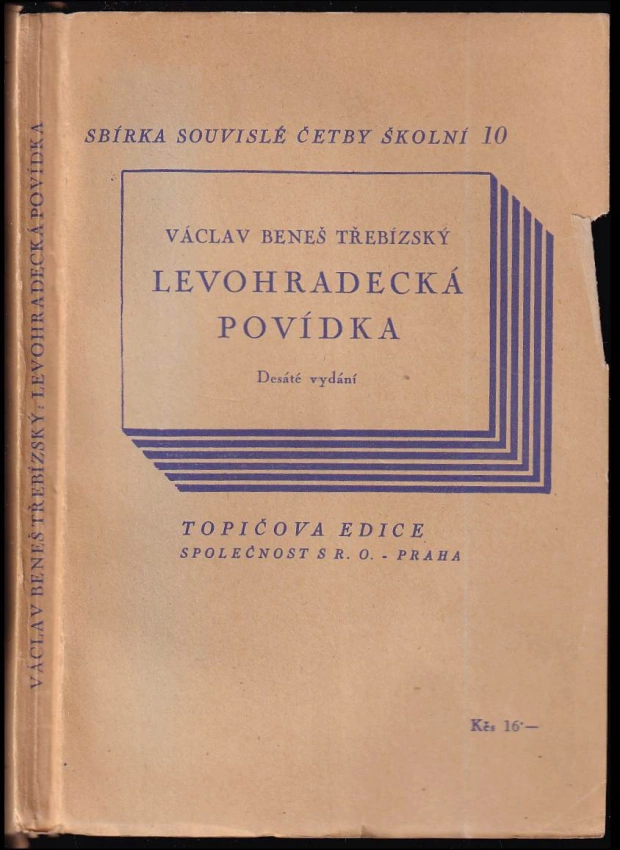 SBÍRKA SOUVISLÉ ČETBY ŠKOLNÍ 10
VÁCLAV BENEŠ TŘEBÍZSKÝ
LEVOHRADECKÁ
POVÍDKA
Desáté vydání
TOPIČOVA EDICE
SPOLEČNOST S R. O. - PRAHA
Kčs 16·—
VÁCLAV BENEŠ TŘEBÍZSKÝ: LEVOHRADECKÁ POVÍDKA